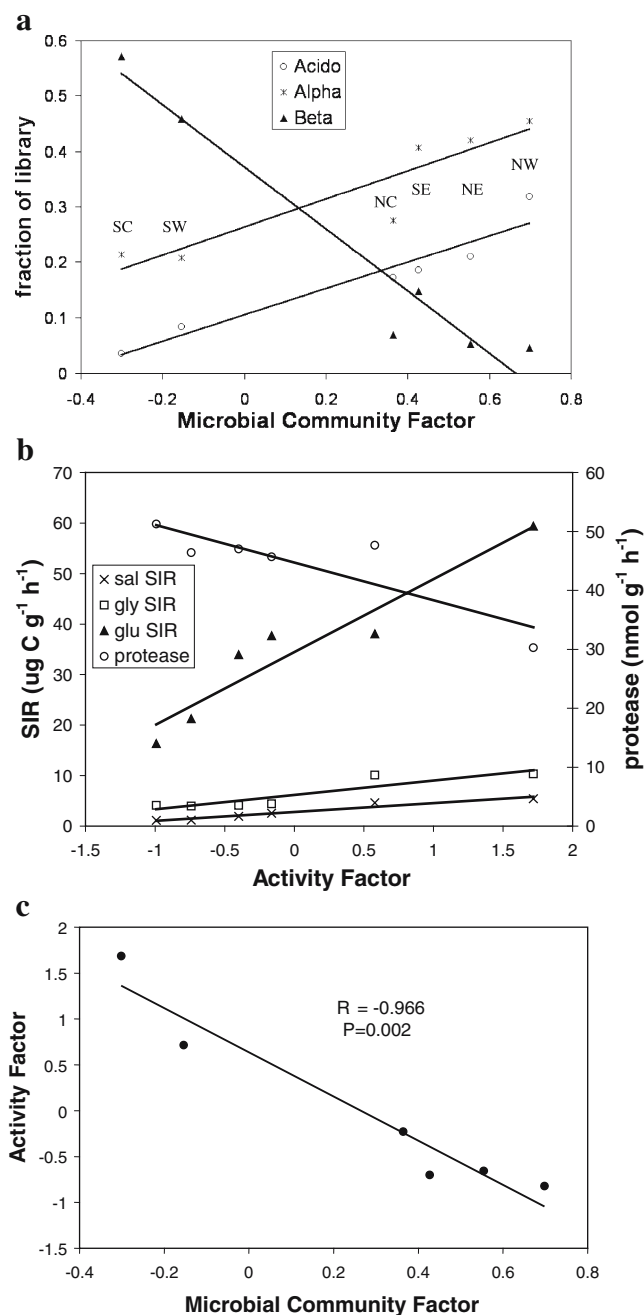 a
Acido
Alpha
Beta
fraction of library
0.6
0.5
0.4
0.3
0.2
0.1
0
SC
SW
NC
SE
NE
NW
-0.4
-0.2
0
0.2
0.4
0.6
0.8
Microbial Community Factor
b
SIR (ug C g-1 h-1)
70
60
50
40
30
20
10
0
sal SIR
gly SIR
glu SIR
protease
60
50
40
30
20
10
0
protease (nmol g-1 h-1)
-1.5
-1
-0.5
0
0.5
1
1.5
2
Activity Factor
c
Activity Factor
2
1.5
1
0.5
0
-0.5
-1
-1.5
R = -0.966
P=0.002
-0.4
-0.2
0
0.2
0.4
0.6
0.8
Microbial Community Factor